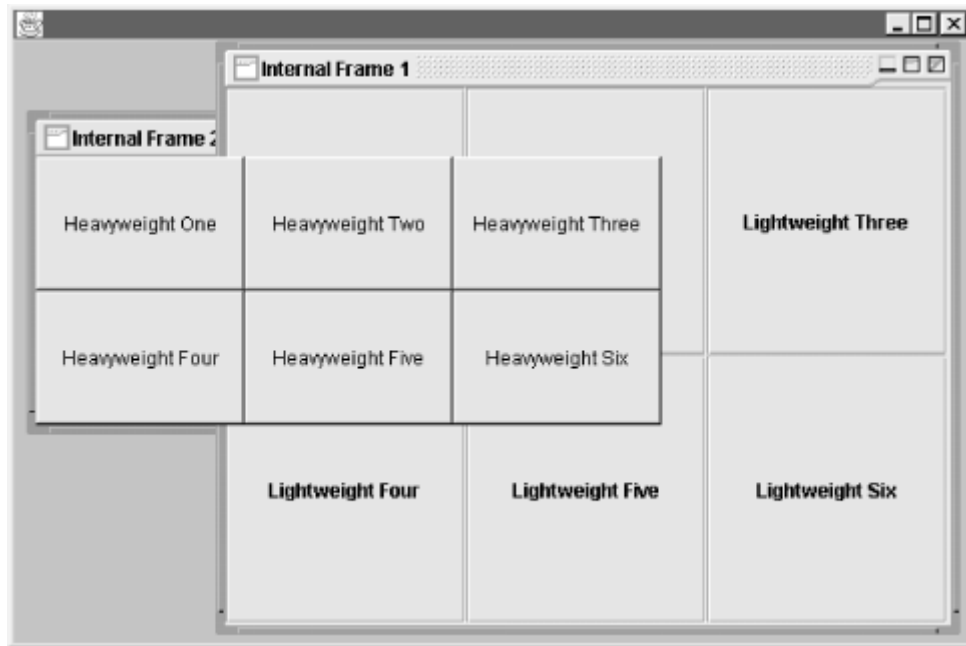 Internal Frame 1
Internal Frame 2
Heavyweight One
Heavyweight Two
Heavyweight Three
Lightweight Three
Heavyweight Four
Heavyweight Five
Heavyweight Six
Lightweight Four
Lightweight Five
Lightweight Six